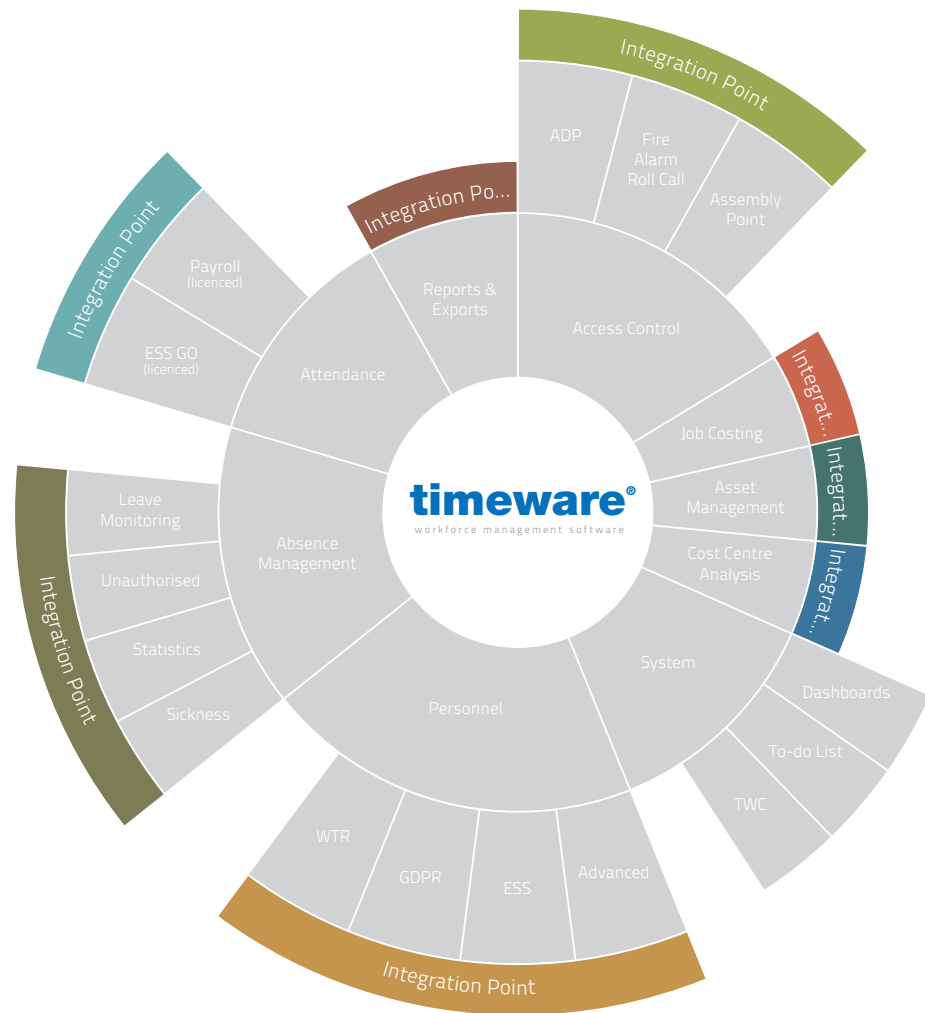 Integration Point
ADP
Fire
Alarm
Roll Call
Assembly
Point
Integration Po...
Reports &
Exports
Access Control
Integration Point
Payroll
(licenced)
ESS GO
(licenced)
Attendance
Integrat...
Job Costing
Integrat...
Asset
Management
Integrat...
Cost Centre
Analysis
timeware®
workforce management software
Integration Point
Leave
Monitoring
Unauthorised
Statistics
Sickness
Absence
Management
System
Dashboards
To-do List
TWC
Personnel
WTR
GDPR
ESS
Advanced
Integration Point